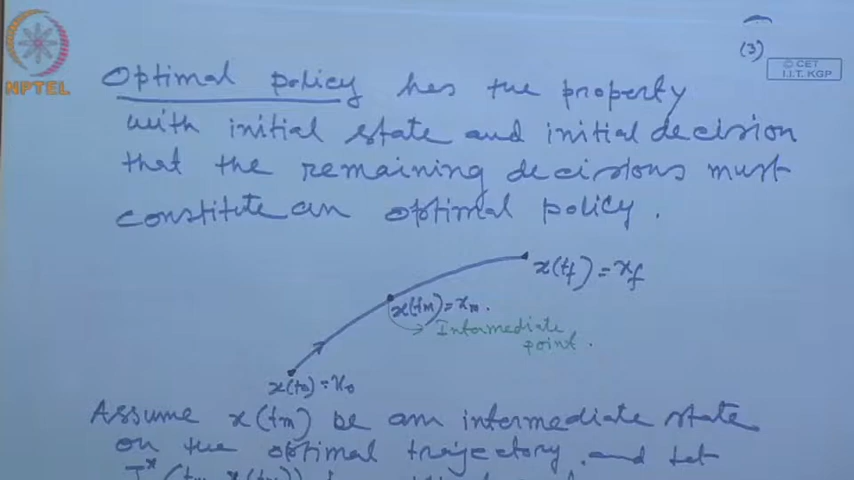 (3)
© CET
I.I.T. KGP
NPTEL
Optimal policy has the property
with initial state and initial decision
that the remaining decisions must
constitute an optimal policy.
x(tf) = xf
x(tm) = xm.
Intermediate
point.
x(t0) = x0
Assume x(tm) be an intermediate state
on the optimal trajectory. and let
J* (tm, x(tm))